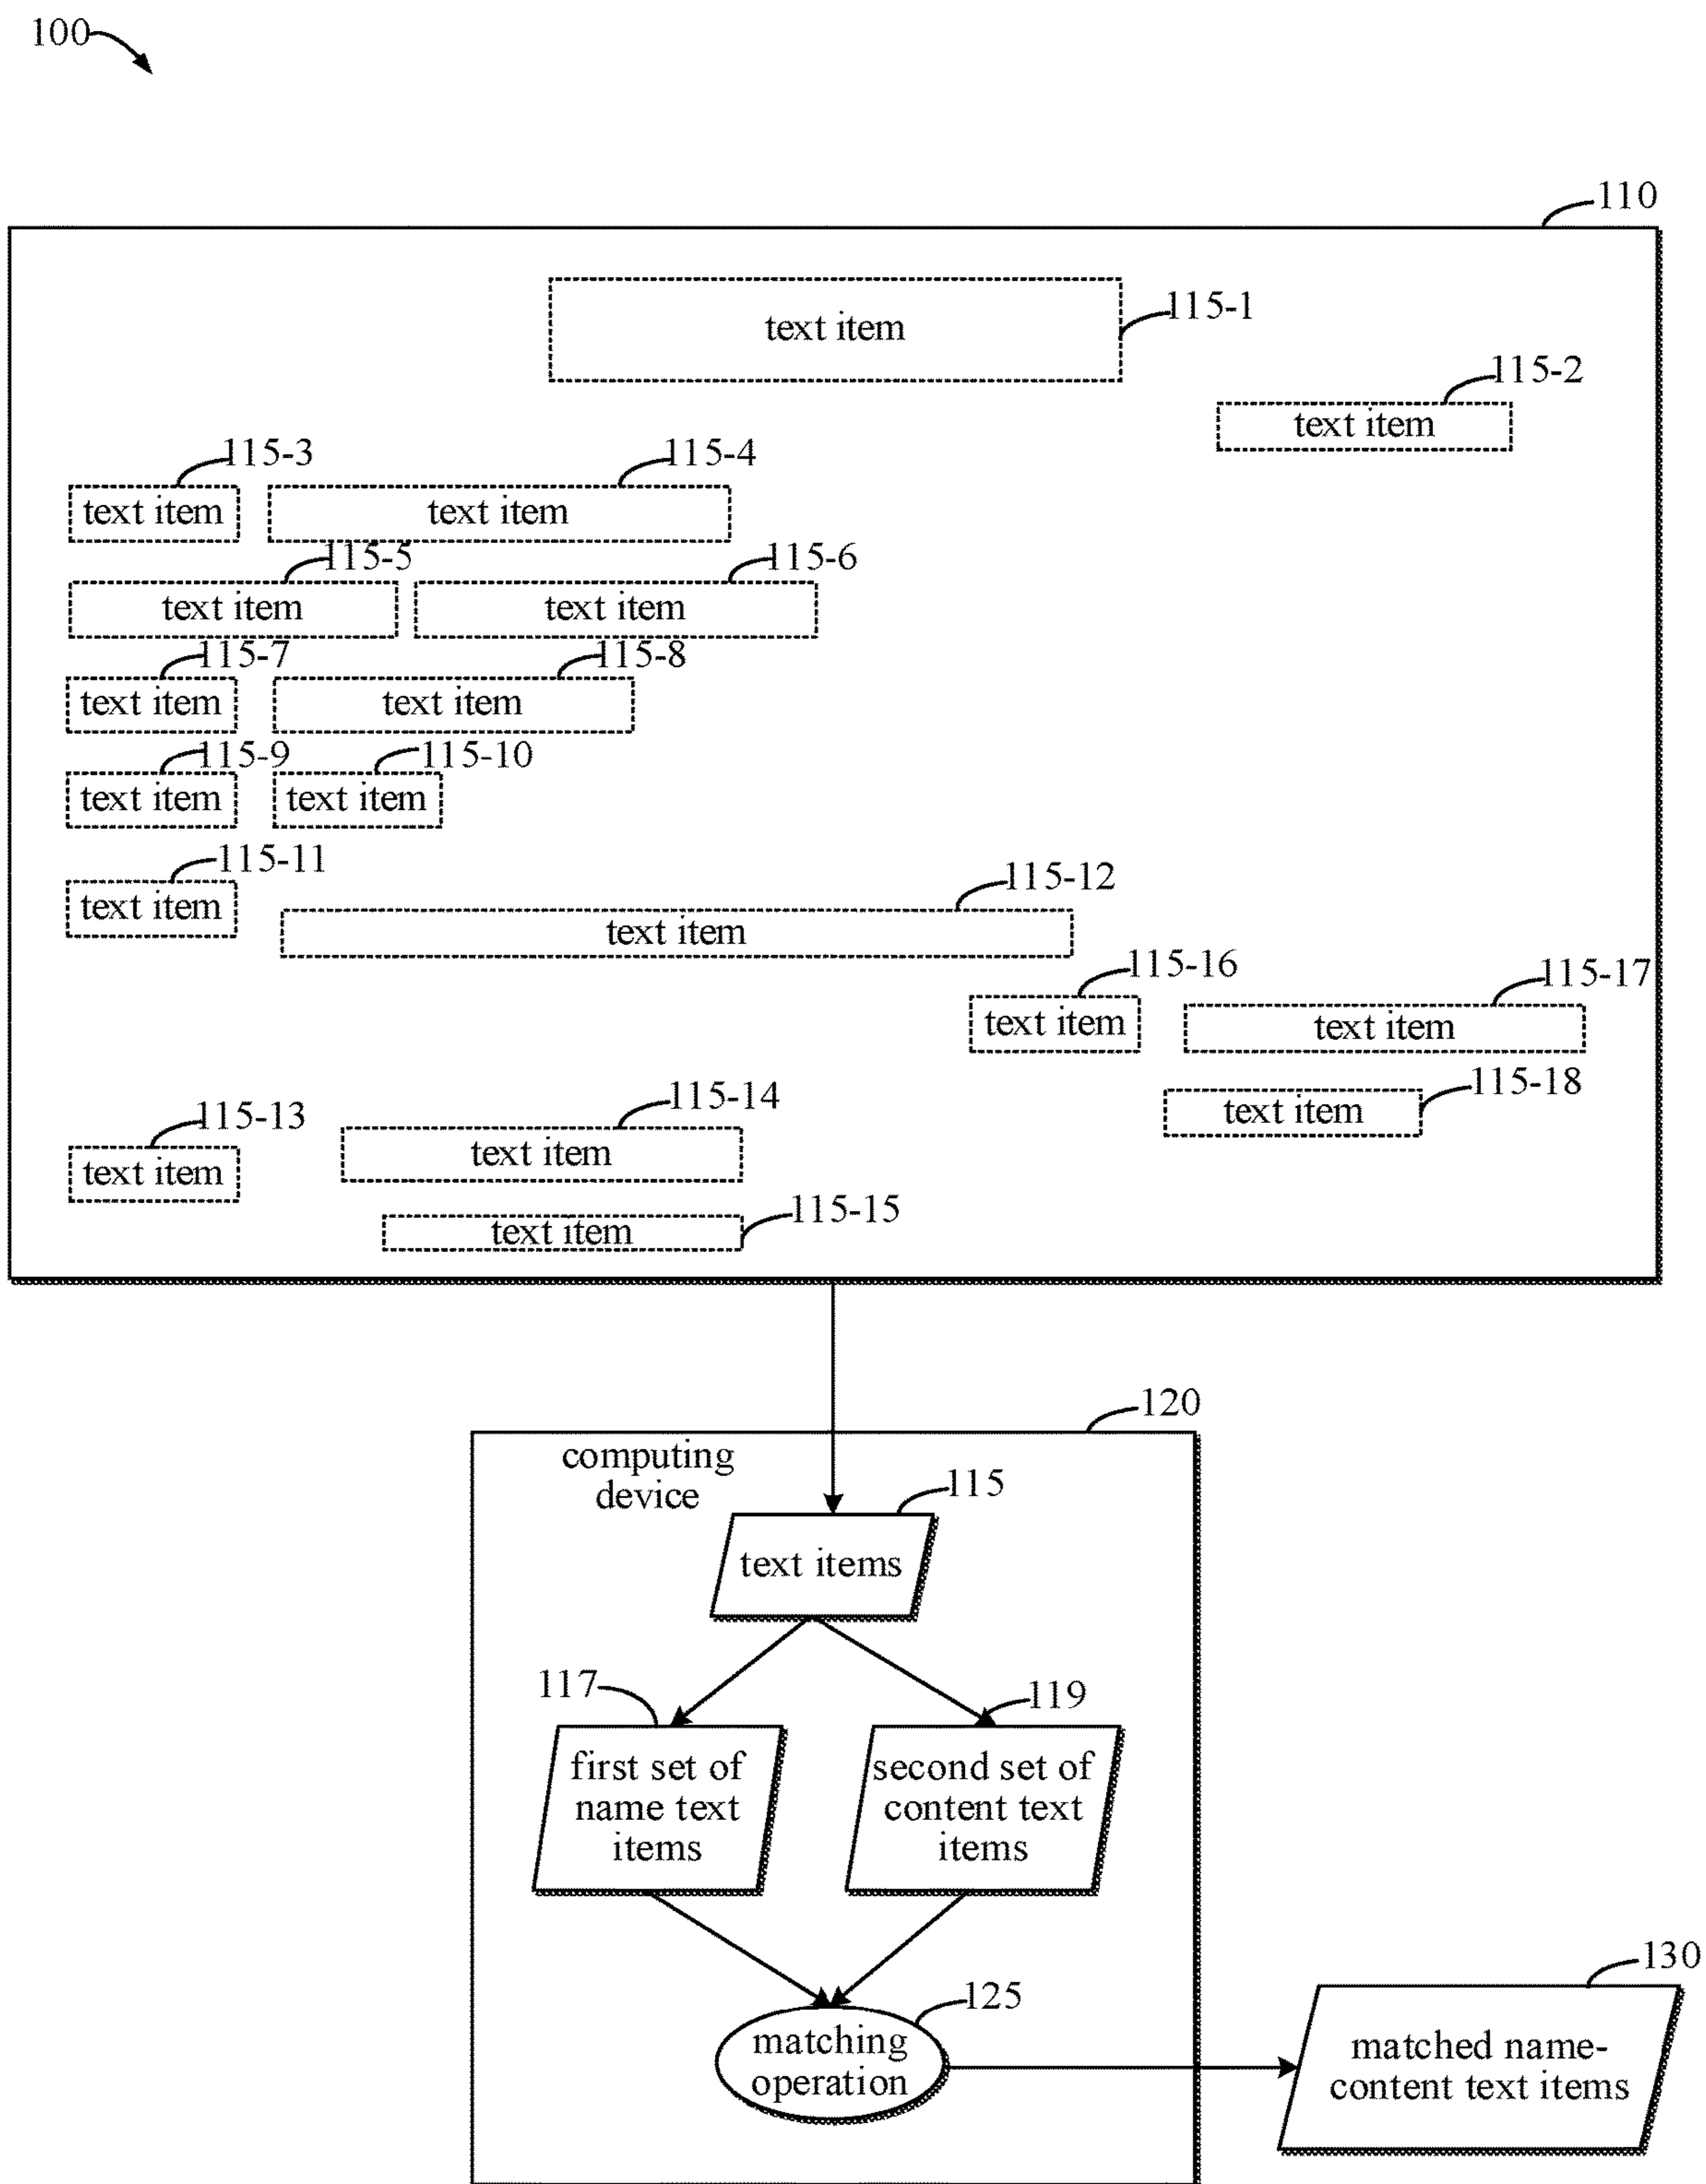 100
110
text item
115-1
115-2
text item
115-3
115-4
text item
text item
115-5
115-6
text item
text item
115-7
115-8
text item
text item
115-9
115-10
text item
text item
115-11
text item
115-12
text item
115-16
115-17
text item
text item
115-18
text item
115-13
115-14
text item
text item
115-15
text item
120
computing
device
115
text items
117
119
first set of
name text
items
second set of
content text
items
125
matching
operation
130
matched name-
content text items